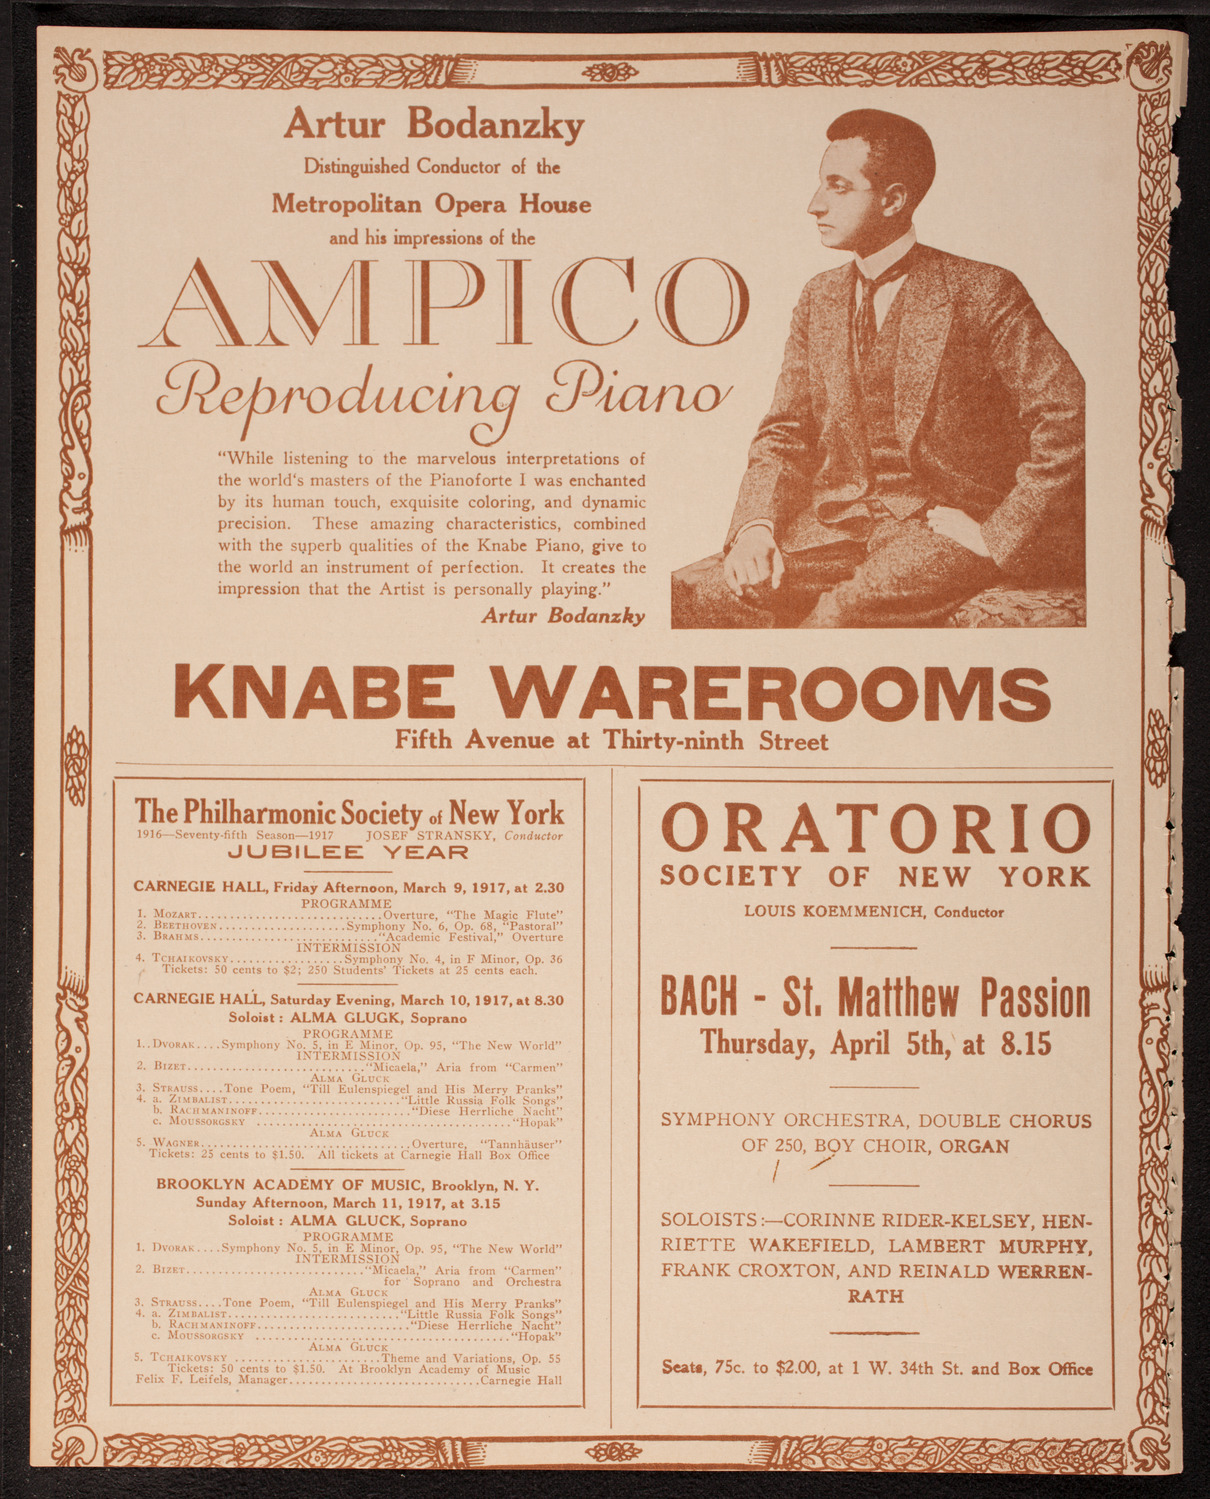 Artur Bodanzky
Distinguished Conductor of the
Metropolitan Opera House
and his impressions of the
AMPICO
Reproducing Piano
“While listening to the marvelous interpretations of
the world's masters of the Pianoforte I was enchanted
by its human touch, exquisite coloring, and dynamic
precision. These amazing characteristics, combined
with the superb qualities of the Knabe Piano, give to
the world an instrument of perfection. It creates the
impression that the Artist is personally playing.”
Artur Bodanzky
KNABE WAREROOMS
Fifth Avenue at Thirty-ninth Street
The Philharmonic Society of New York
1916—Seventy-fifth Season—1917 JOSEF STRANSKY, Conductor
JUBILEE YEAR
CARNEGIE HALL, Friday Afternoon, March 9, 1917, at 2.30
PROGRAMME
1. MOZART............................Overture, “The Magic Flute”
2. BEETHOVEN....................Symphony No. 6, Op. 68, “Pastoral”
3. BRAHMS............................“Academic Festival,” Overture
INTERMISSION
4. TCHAIKOVSKY..................Symphony No. 4, in F Minor, Op. 36
Tickets: 50 cents to $2; 250 Students' Tickets at 25 cents each.
CARNEGIE HALL, Saturday Evening, March 10, 1917, at 8.30
Soloist : ALMA GLUGK, Soprano
PROGRAMME
1..DVORAK....Symphony No. 5, in E Minor, Op. 95, “The New World”
INTERMISSION
2. BIZET............................“Micaela,” Aria from “Carmen”
ALMA GLUCK
3. STRAUSS....Tone Poem, “Till Eulenspiegel and His Merry Pranks”
4. a. ZIMBALIST...........................“Little Russia Folk Songs”
b. RACHMANINOFF........................“Diese Herrliche Nacht”
c. MOUSSORGSKY ........................................“Hopak”
ALMA GLUCK
5. WAGNER.................................Overture, “Tannhäuser”
Tickets: 25 cents to $1.50. All tickets at Carnegie Hall Box Office
BROOKLYN ACADEMY OF MUSIC, Brooklyn, N. Y.
Sunday Afternoon, March 11, 1917, at 3.15
Soloist : ALMA GLUCK, Soprano
PROGRAMME
1. DVORAK....Symphony No. 5, in E Minor, Op. 95, “The New World”
INTERMISSION
2. BIZET............................“Micaela,” Aria from “Carmen”
for Soprano and Orchestra
ALMA GLUCK
3. STRAUSS....Tone Poem, “Till Eulenspiegel and His Merry Pranks”
4. a. ZIMBALIST...........................“Little Russia Folk Songs”
b. RACHMANINOFF........................“Diese Herrliche Nacht”
c. MOUSSORGSKY ........................................“Hopak”
ALMA GLUCK
5. TCHAIKOVSKY .......................Theme and Variations, Op. 55
Tickets: 50 cents to $1.50. At Brooklyn Academy of Music
Felix F. Leifels, Manager..............................Carnegie Hall
ORATORIO
SOCIETY OF NEW YORK
LOUIS KOEMMENICH, Conductor
BACH - St. Matthew Passion
Thursday, April 5th, at 8.15
SYMPHONY ORCHESTRA, DOUBLE CHORUS
OF 250, BOY CHOIR, ORGAN
SOLOISTS:—CORINNE RIDER-KELSEY, HEN-
RIETTE WAKEFIELD, LAMBERT MURPHY,
FRANK CROXTON, AND REINALD WERREN-
RATH
Seats, 75c. to $2.00, at 1 W. 34th St. and Box Office